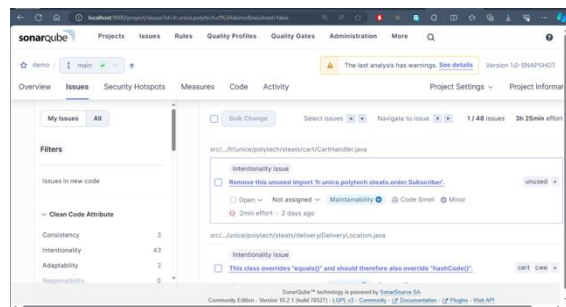 localhost:9000/project/issues?id=fr.unice.polytech%3Ademo&resolved=false
sonarqube Projects Issues Rules Quality Profiles Quality Gates Administration More
demo / main The last analysis has warnings. See details Version 1.0-SNAPSHOT
Overview Issues Security Hotspots Measures Code Activity Project Settings Project Informat
My Issues All Bulk Change Select issues Navigate to issue 1 / 48 issues 3h 25min effort
Filters
src/.../fr/unice/polytech/steats/cart/CartHandler.java
Intentionality issue
Issues in new code
Remove this unused import 'fr.unice.polytech.steats.order.Subscriber'. unused
Open Not assigned Maintainability Code Smell Minor
Clean Code Attribute
2min effort · 2 days ago
Consistency 3
src/.../unice/polytech/steats/delivery/DeliveryLocation.java
Intentionality 43
Intentionality issue
Adaptability 2
This class overrides "equals()" and should therefore also override "hashCode()". cert cwe
Responsibility 0
SonarQube™ technology is powered by SonarSource SA
Community Edition - Version 10.2.1 (build 78527) - LGPL v3 - Community - Documentation - Plugins - Web API